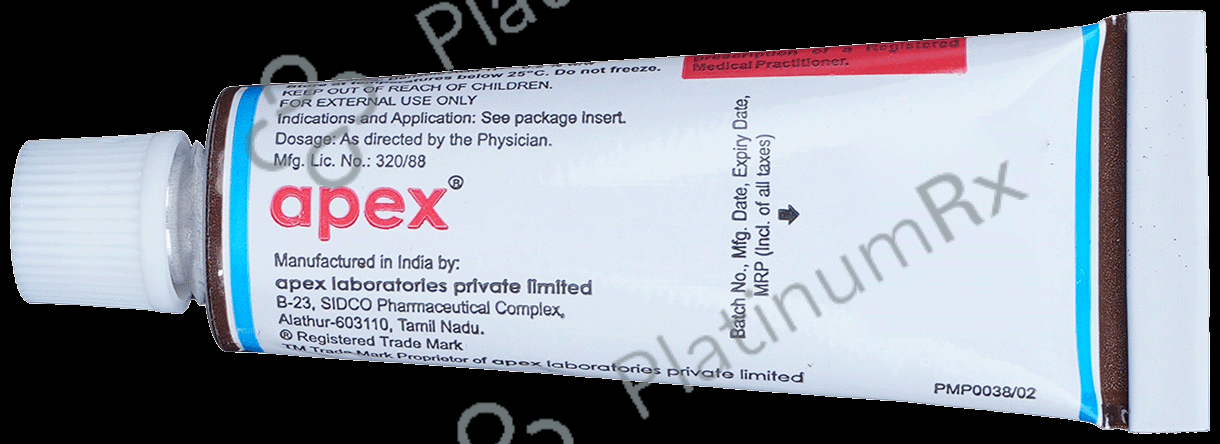 below 25°C. Do not freeze.
KEEP OUT OF REACH OF CHILDREN.
FOR EXTERNAL USE ONLY
Indications and Application: See package insert.
Dosage: As directed by the Physician.
Mfg. Lic. No.: 320/88
apex®
Manufactured in India by:
apex laboratories private limited
B-23, SIDCO Pharmaceutical Complex,
Alathur-603110, Tamil Nadu.
® Registered Trade Mark
TM Trade Mark Proprietor of apex laboratories private limited
prescription of a Registered
Medical Practitioner.
Batch No., Mfg. Date, Expiry Date,
MRP (Incl. of all taxes)
PMP0038/02
PlatinumRx
PlatinumRx